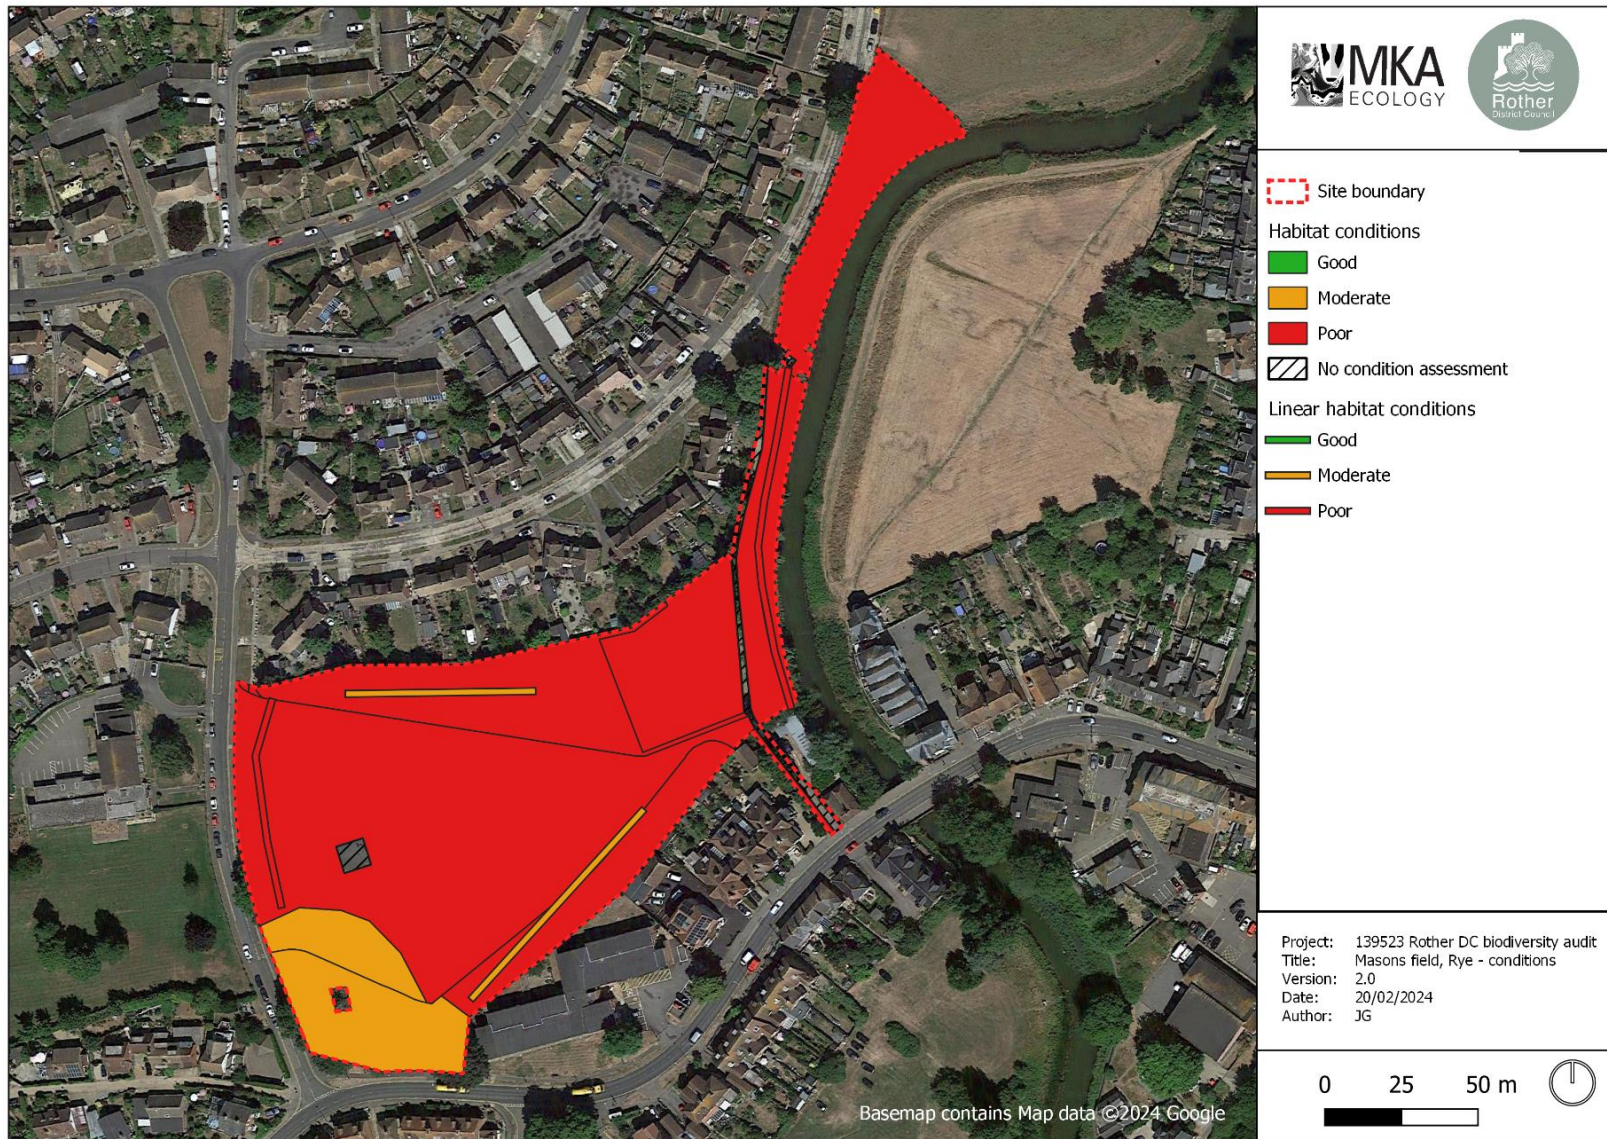 MKA
ECOLOGY
Rother
District Council
Site boundary
Habitat conditions
Good
Moderate
Poor
No condition assessment
Linear habitat conditions
Good
Moderate
Poor
Project: 139523 Rother DC biodiversity audit
Title: Masons field, Rye - conditions
Version: 2.0
Date: 20/02/2024
Author: JG
0 25 50 m
Basemap contains Map data ©2024 Google